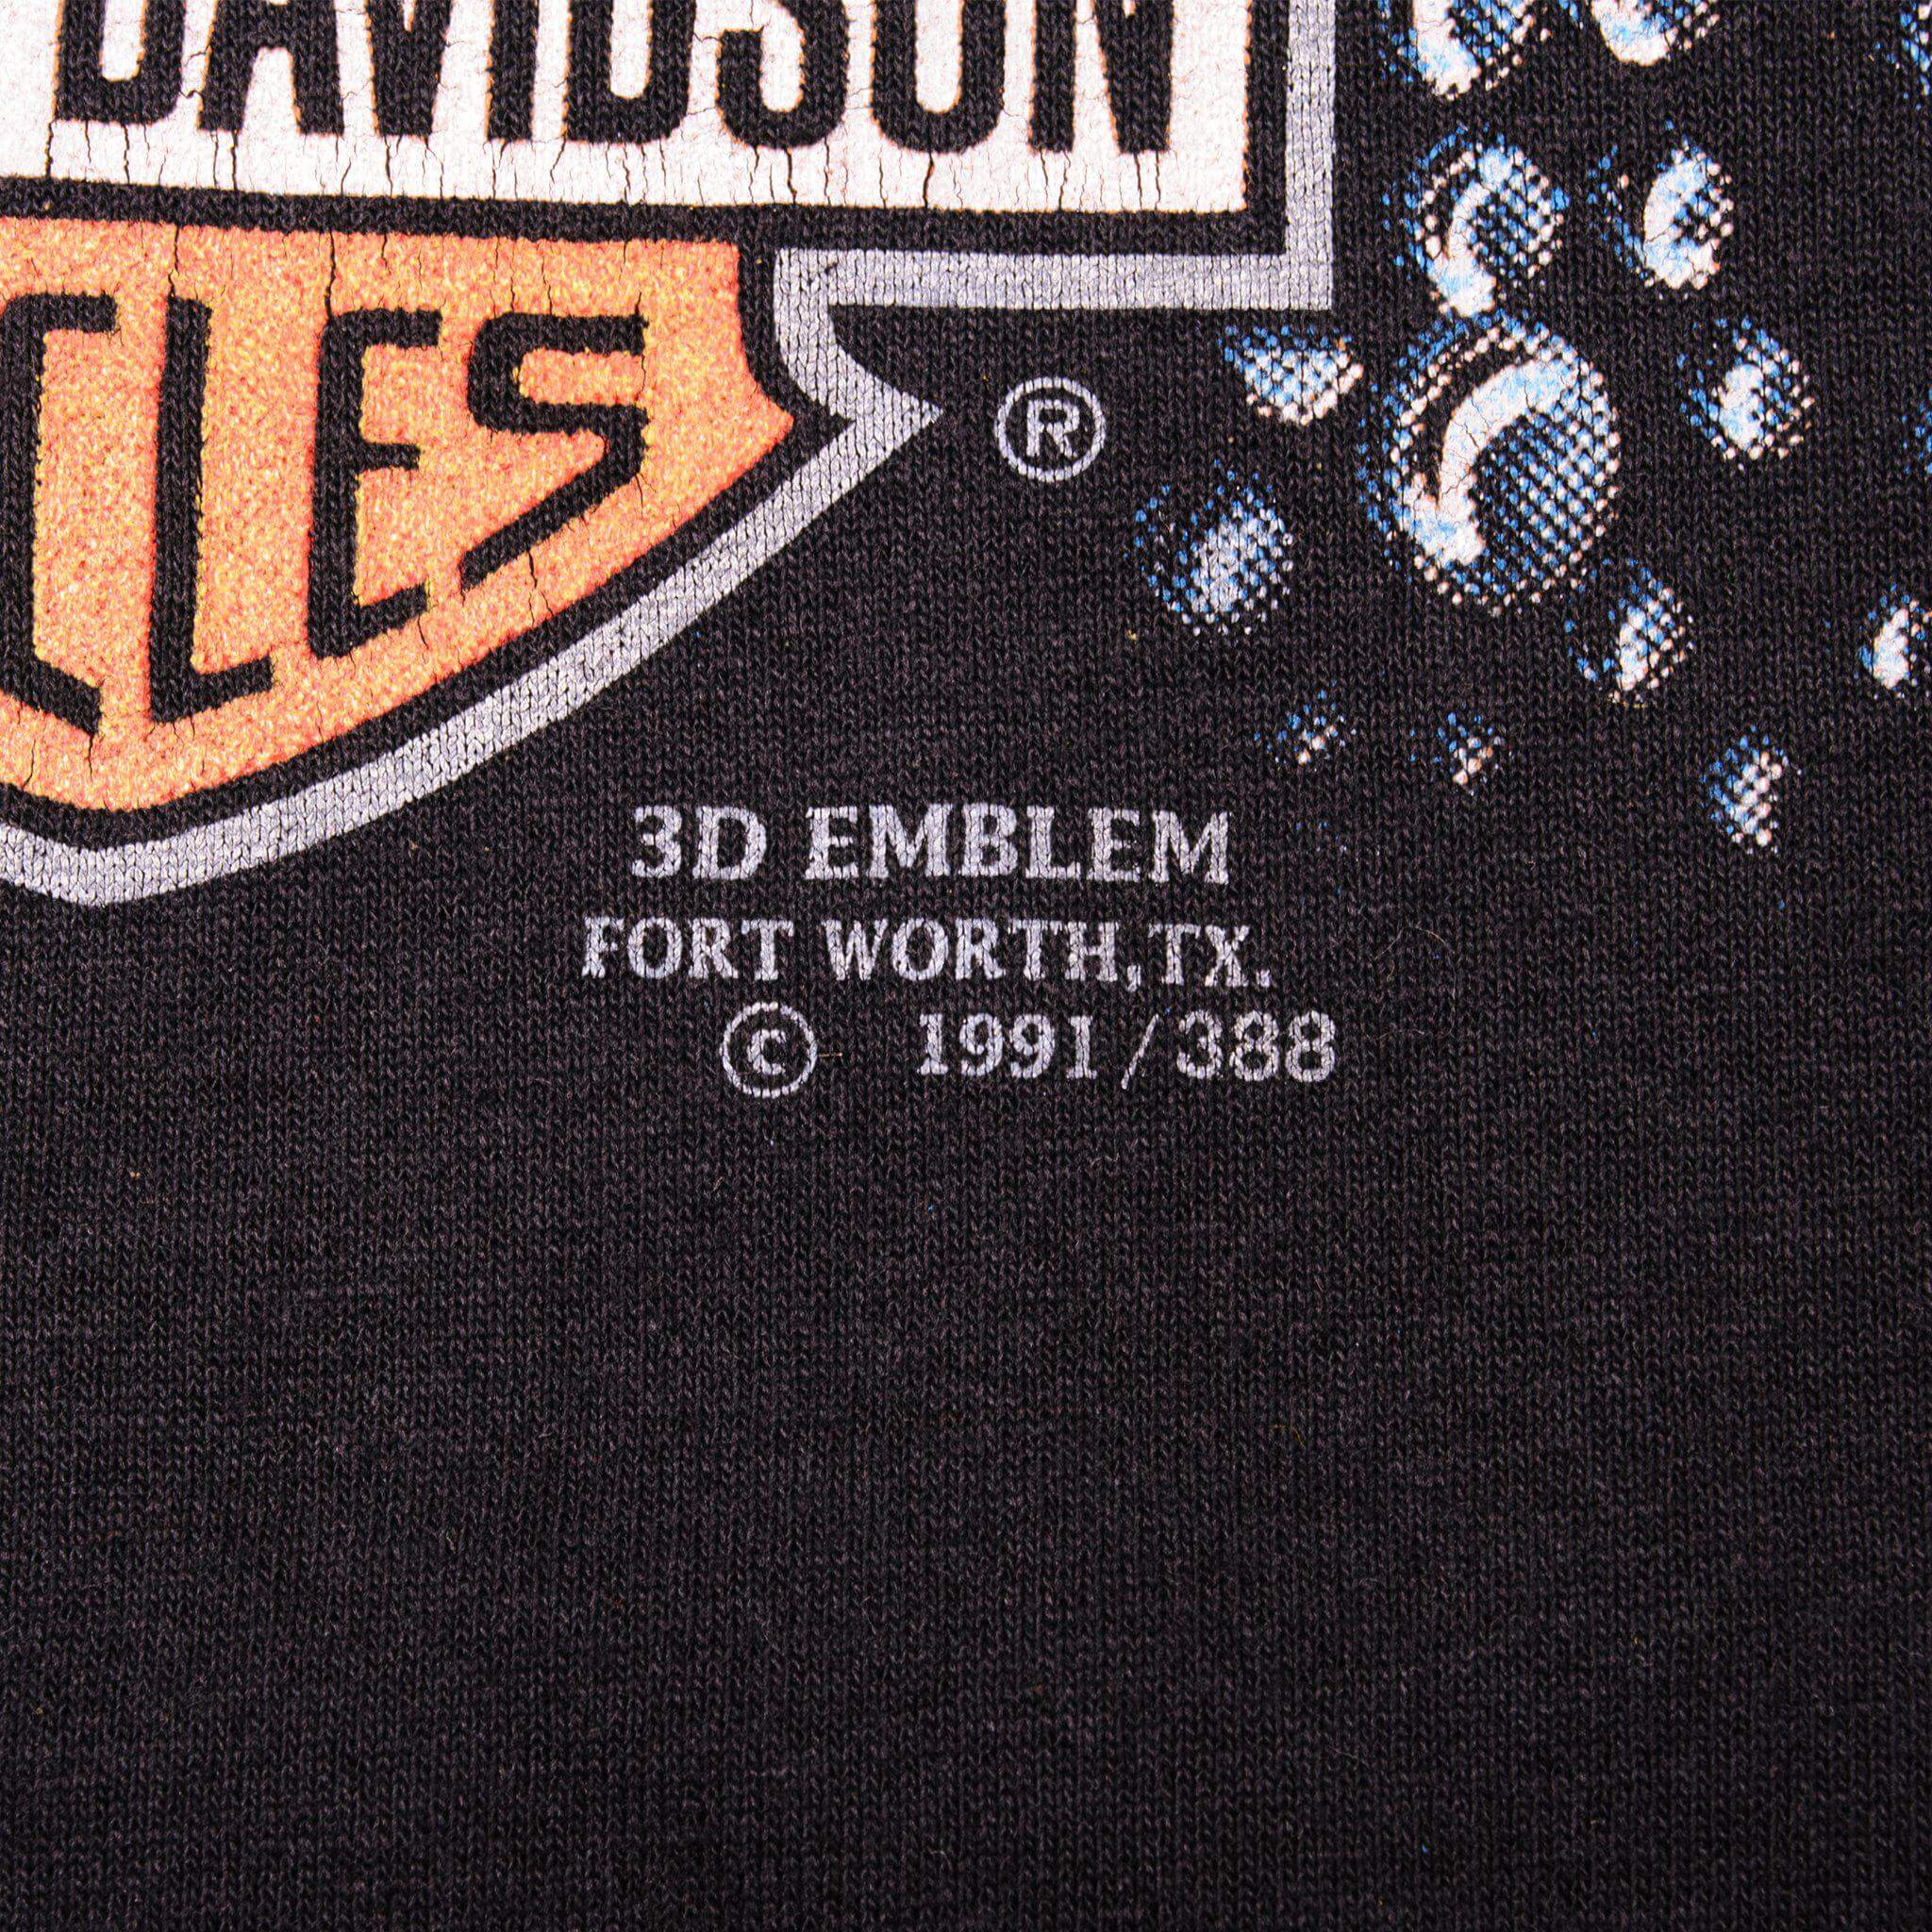 DAVIDSON
CLES
®
3D EMBLEM
FORT WORTH, TX.
© 1991/388